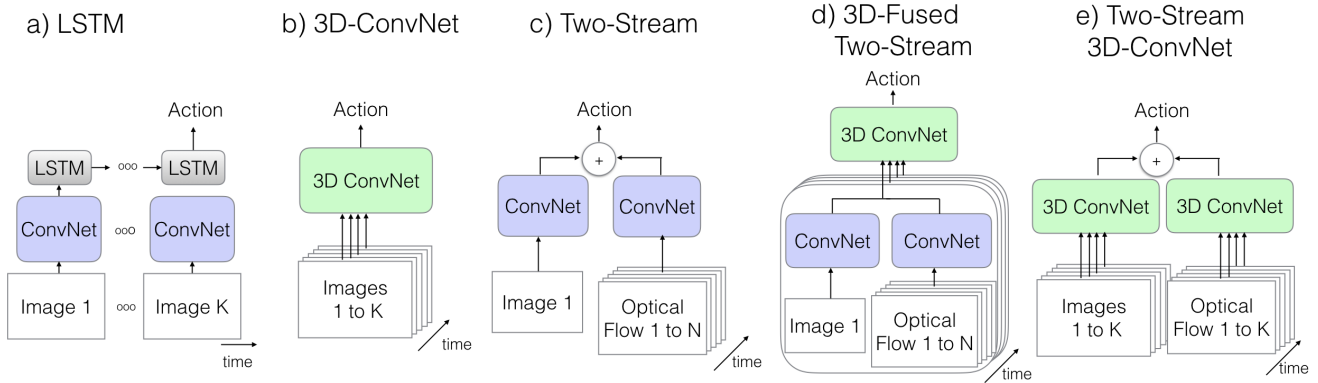 a) LSTM
Action
LSTM
ooo
LSTM
ConvNet
ooo
ConvNet
Image 1
ooo
Image K
time
b) 3D-ConvNet
Action
3D ConvNet
Images
1 to K
time
c) Two-Stream
Action
+
ConvNet
ConvNet
Image 1
Optical
Flow 1 to N
time
d) 3D-Fused
Two-Stream
Action
3D ConvNet
ConvNet
ConvNet
Image 1
Optical
Flow 1 to N
time
e) Two-Stream
3D-ConvNet
Action
+
3D ConvNet
3D ConvNet
Images
1 to K
Optical
Flow 1 to K
time